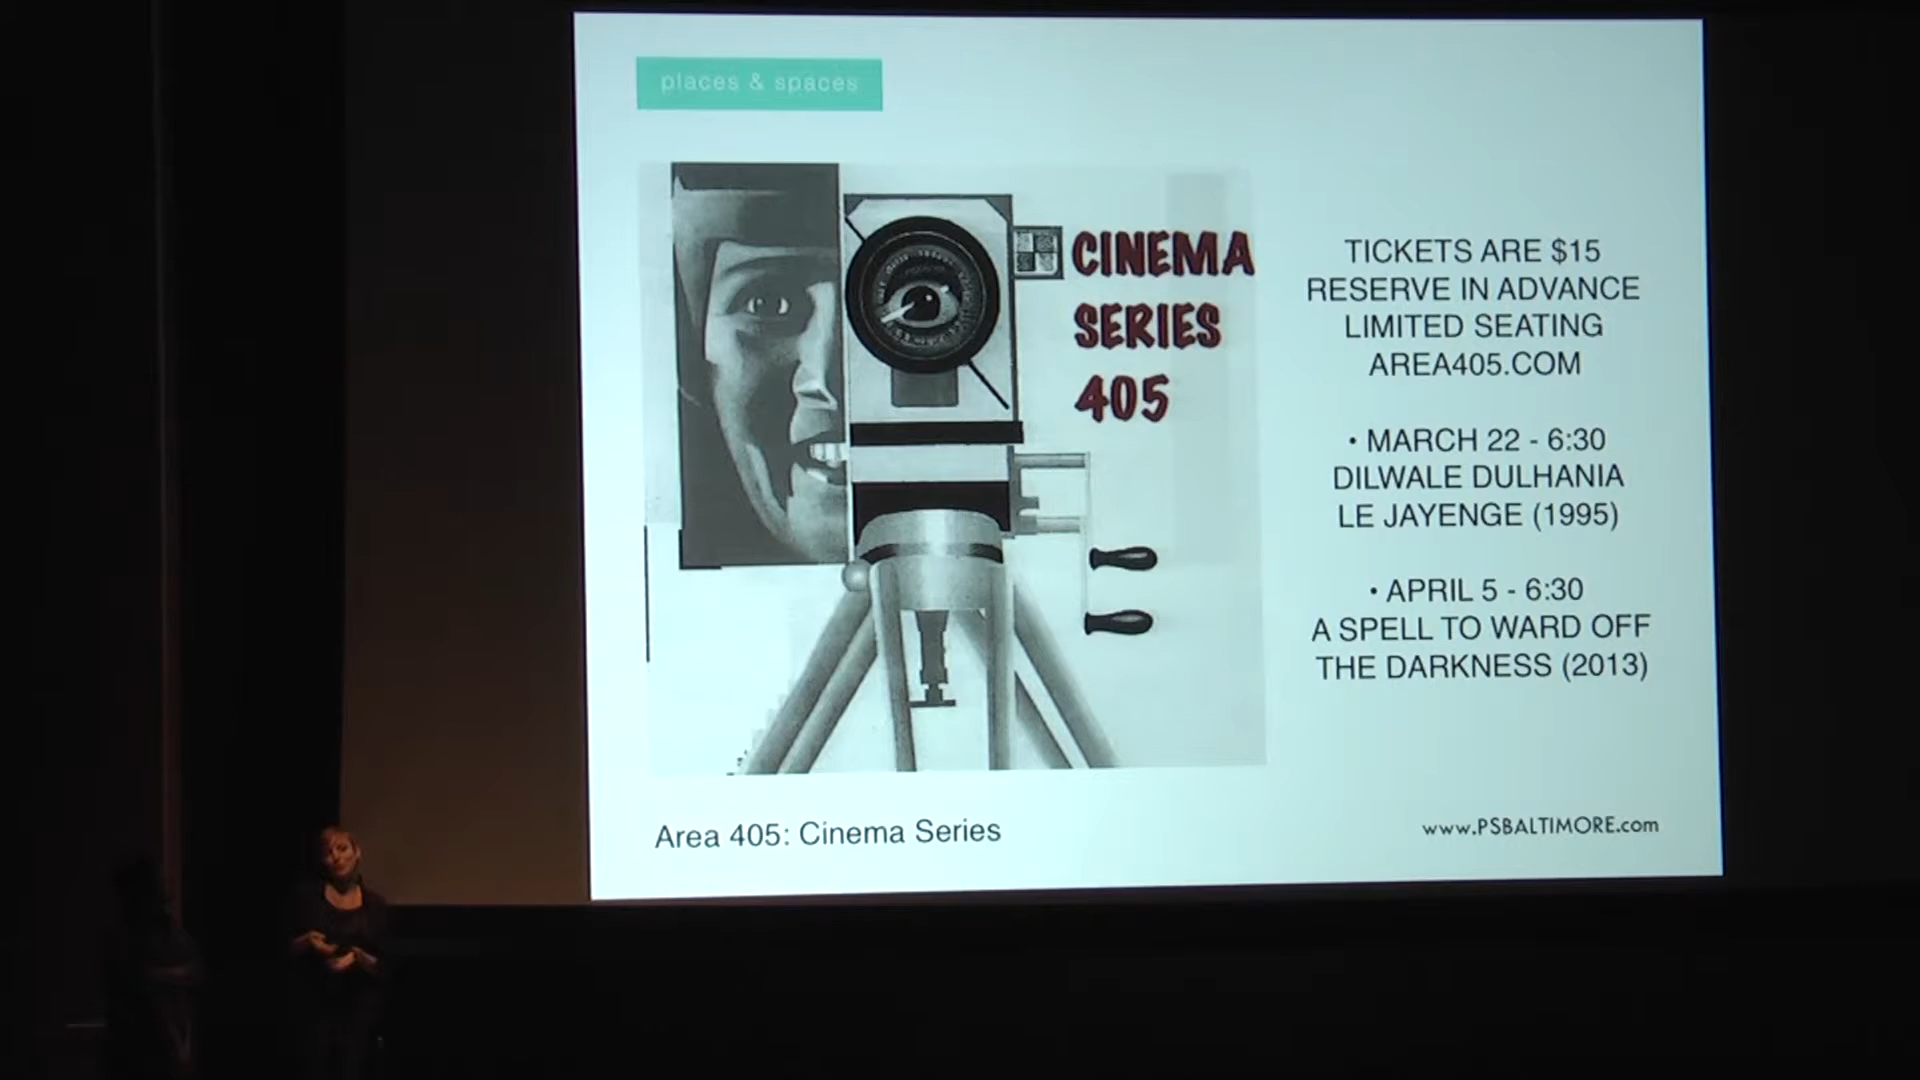 places & spaces
CINEMA
SERIES
405
TICKETS ARE $15
RESERVE IN ADVANCE
LIMITED SEATING
AREA405.COM
• MARCH 22 - 6:30
DILWALE DULHANIA
LE JAYENGE (1995)
• APRIL 5 - 6:30
A SPELL TO WARD OFF
THE DARKNESS (2013)
Area 405: Cinema Series
www.PSBALTIMORE.com